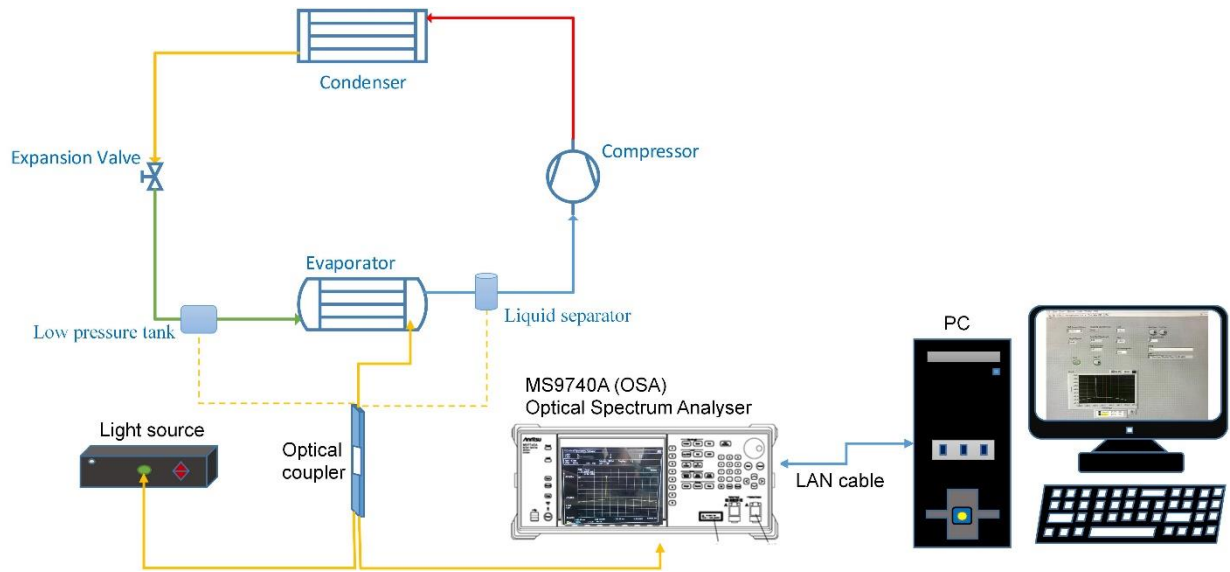 Condenser
Expansion Valve
Compressor
Evaporator
Low pressure tank
Liquid separator
PC
MS9740A (OSA)
Optical Spectrum Analyser
Light source
Optical
coupler
Anritsu
LAN cable